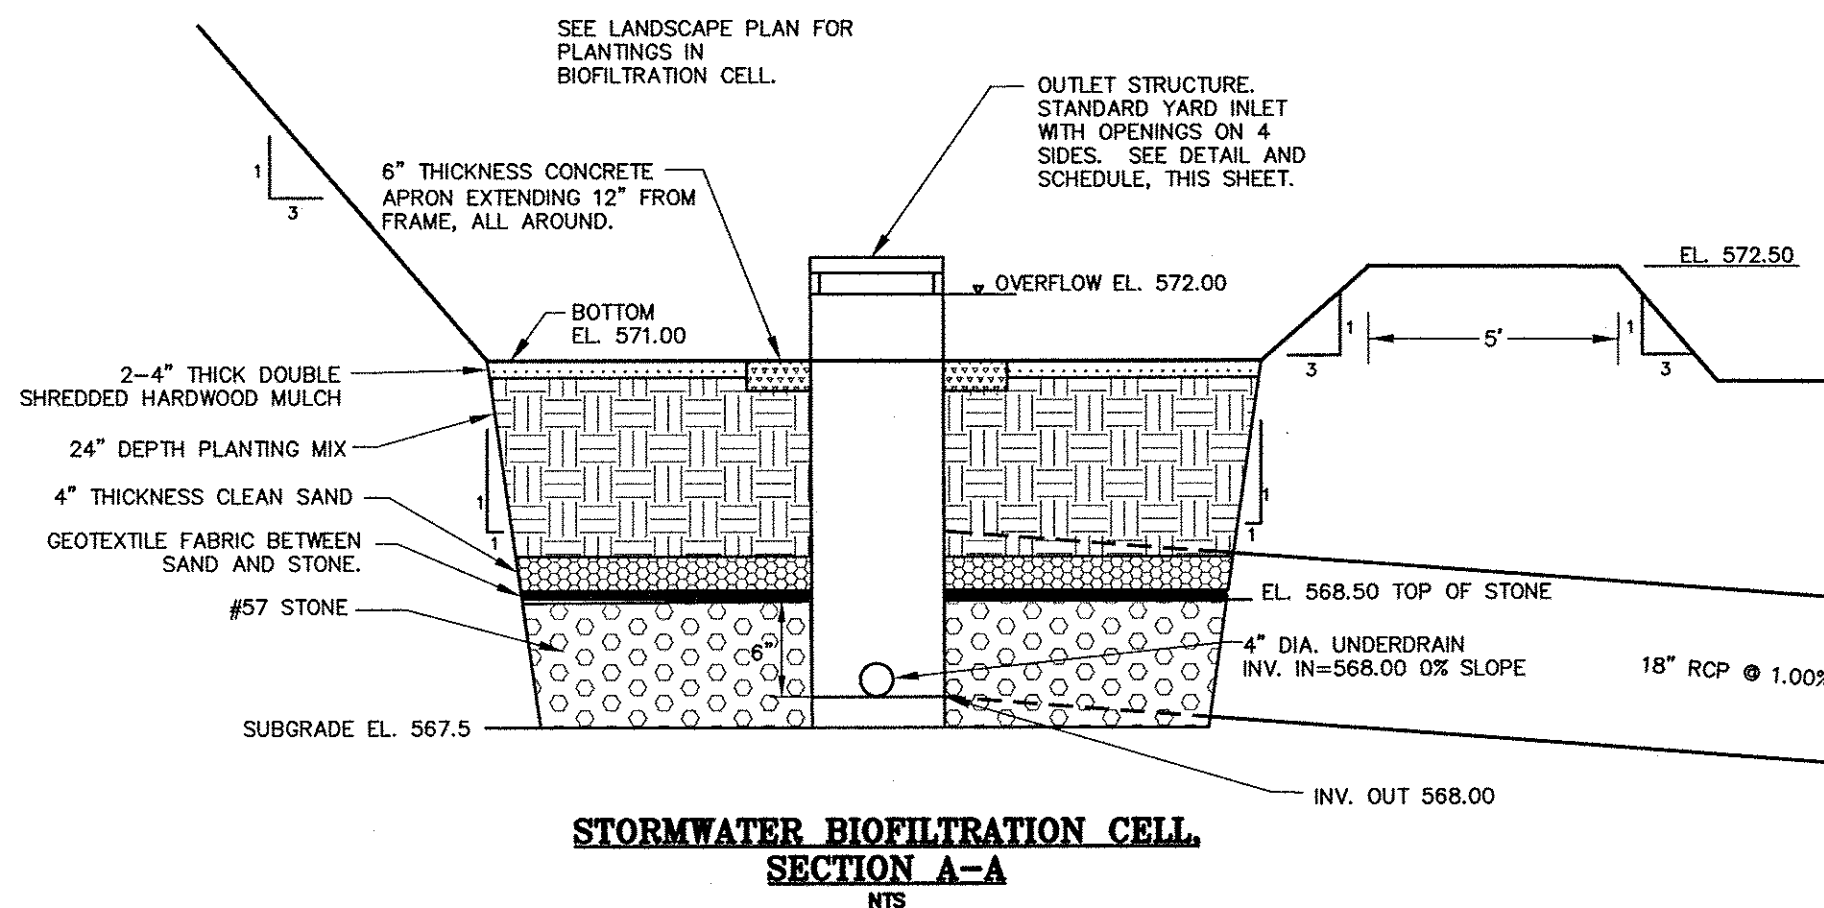 SEE LANDSCAPE PLAN FOR
PLANTINGS IN
BIOFILTRATION CELL.
OUTLET STRUCTURE.
STANDARD YARD INLET
WITH OPENINGS ON 4
SIDES. SEE DETAIL AND
SCHEDULE, THIS SHEET.
1
3
6" THICKNESS CONCRETE
APRON EXTENDING 12" FROM
FRAME, ALL AROUND.
EL. 572.50
OVERFLOW EL. 572.00
BOTTOM
EL. 571.00
1
3
5'
1
3
2-4" THICK DOUBLE
SHREDDED HARDWOOD MULCH
24" DEPTH PLANTING MIX
4" THICKNESS CLEAN SAND
1
1
1
1
GEOTEXTILE FABRIC BETWEEN
SAND AND STONE.
#57 STONE
EL. 568.50 TOP OF STONE
6"
4" DIA. UNDERDRAIN
INV. IN=568.00 0% SLOPE
18" RCP @ 1.00%
SUBGRADE EL. 567.5
INV. OUT 568.00
STORMWATER BIOFILTRATION CELL,
SECTION A-A
NTS